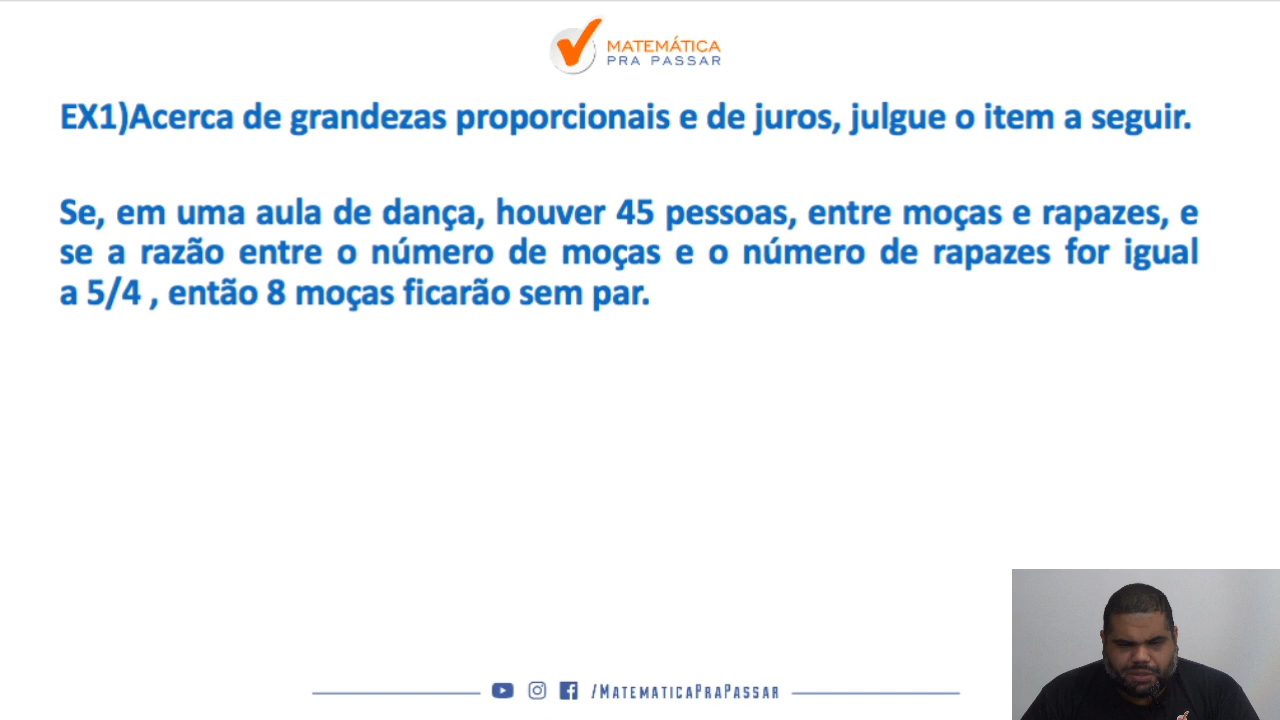 MATEMÁTICA
PRA PASSAR
EX1)Acerca de grandezas proporcionais e de juros, julgue o item a seguir.
Se, em uma aula de dança, houver 45 pessoas, entre moças e rapazes, e
se a razão entre o número de moças e o número de rapazes for igual
a 5/4 , então 8 moças ficarão sem par.
/MATEMATICAPRAPASSAR